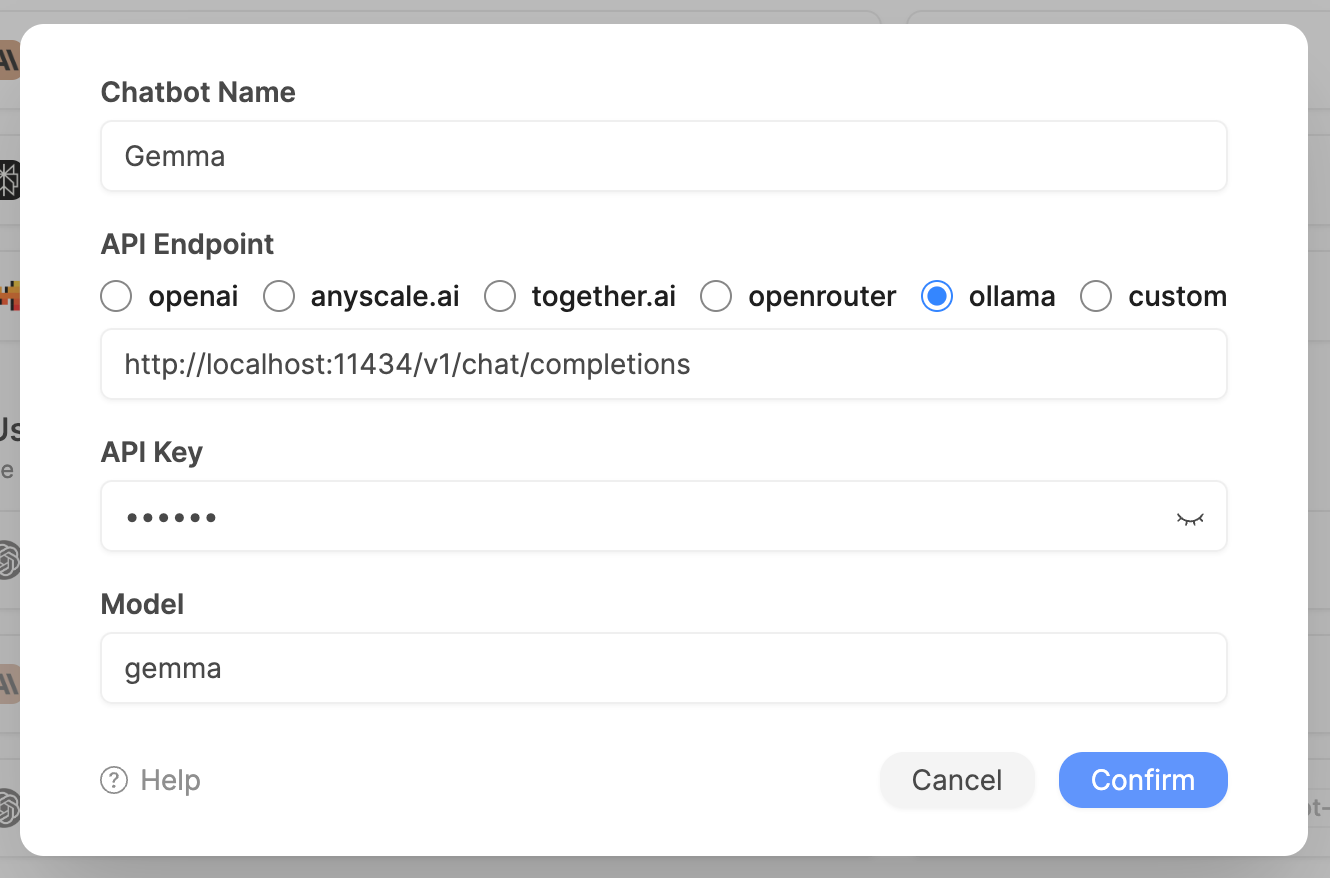 Chatbot Name
Gemma
API Endpoint
openai anyscale.ai together.ai openrouter ollama custom
http://localhost:11434/v1/chat/completions
API Key
••••••
Model
gemma
Help Cancel Confirm